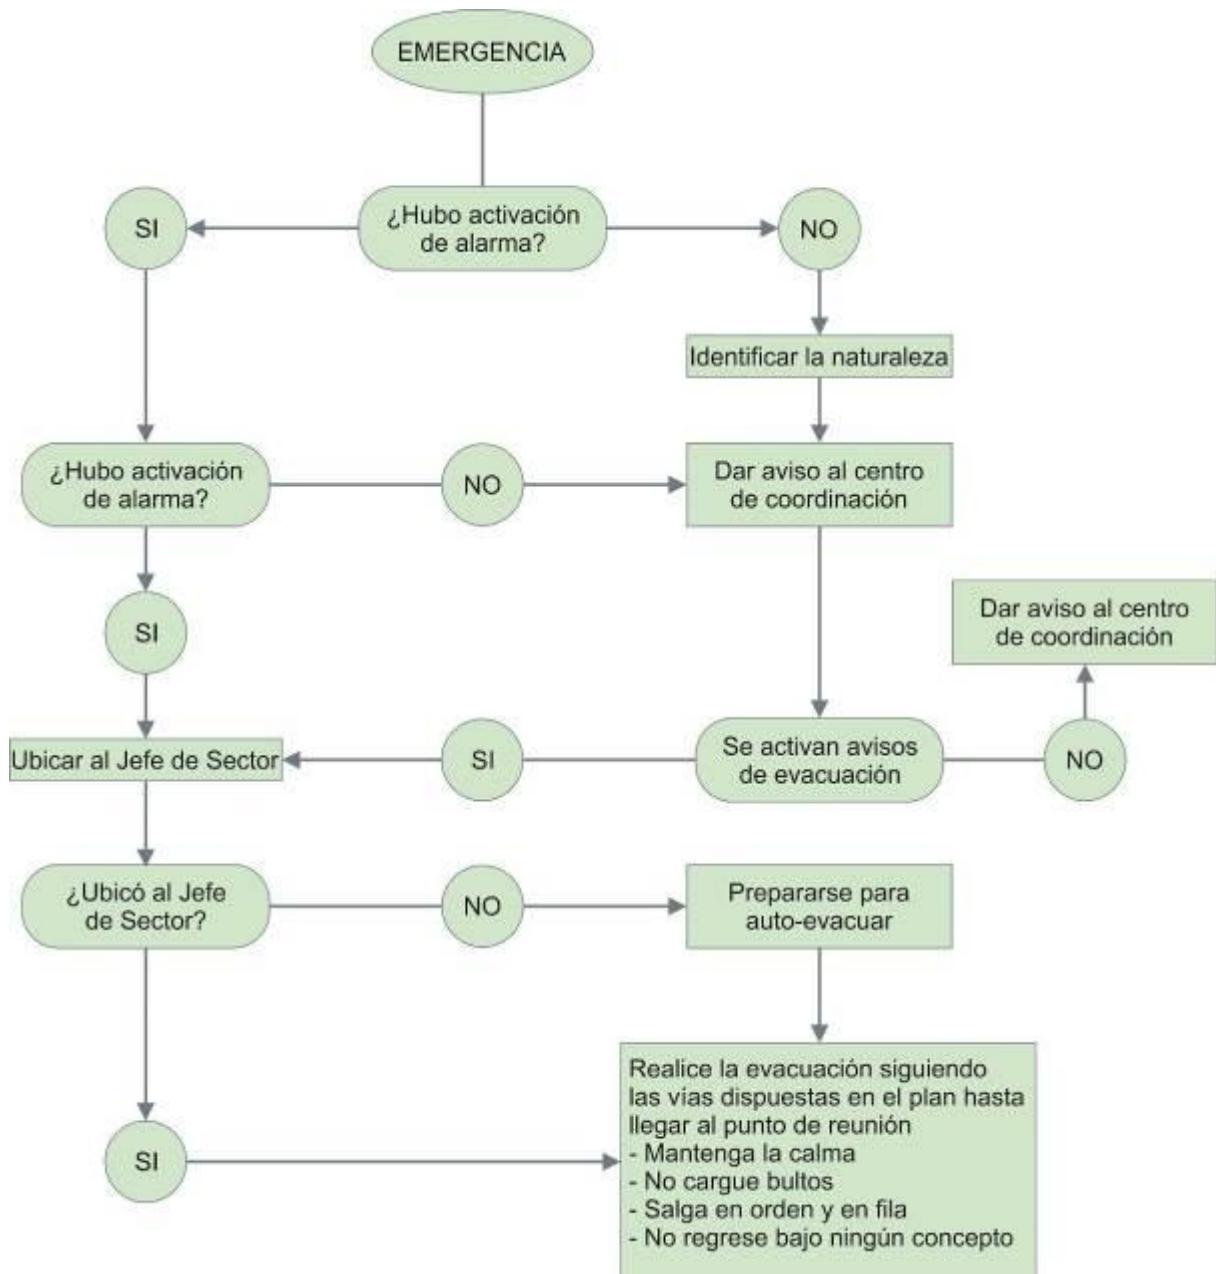 EMERGENCIA
SI
¿Hubo activación
de alarma?
NO
Identificar la naturaleza
¿Hubo activación
de alarma?
NO
Dar aviso al centro
de coordinación
SI
Dar aviso al centro
de coordinación
Ubicar al Jefe de Sector
SI
Se activan avisos
de evacuación
NO
¿Ubicó al Jefe
de Sector?
NO
Prepararse para
auto-evacuar
SI
Realice la evacuación siguiendo
las vías dispuestas en el plan hasta
llegar al punto de reunión
- Mantenga la calma
- No cargue bultos
- Salga en orden y en fila
- No regrese bajo ningún concepto